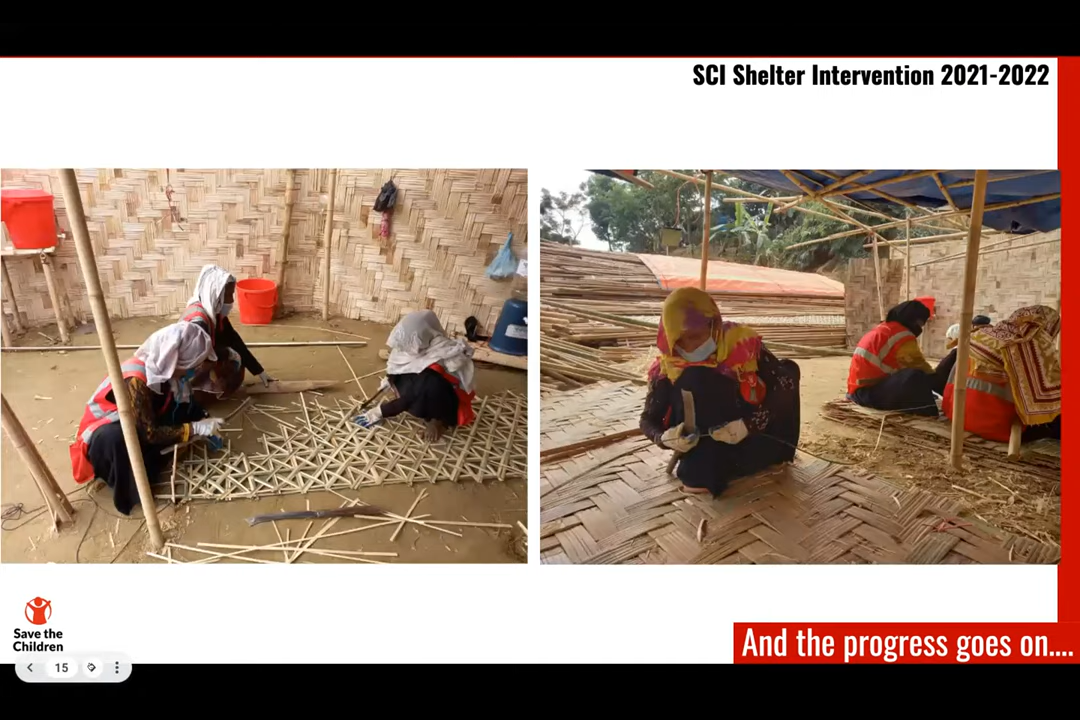 SCI Shelter Intervention 2021-2022
Save the
Children
15
And the progress goes on....